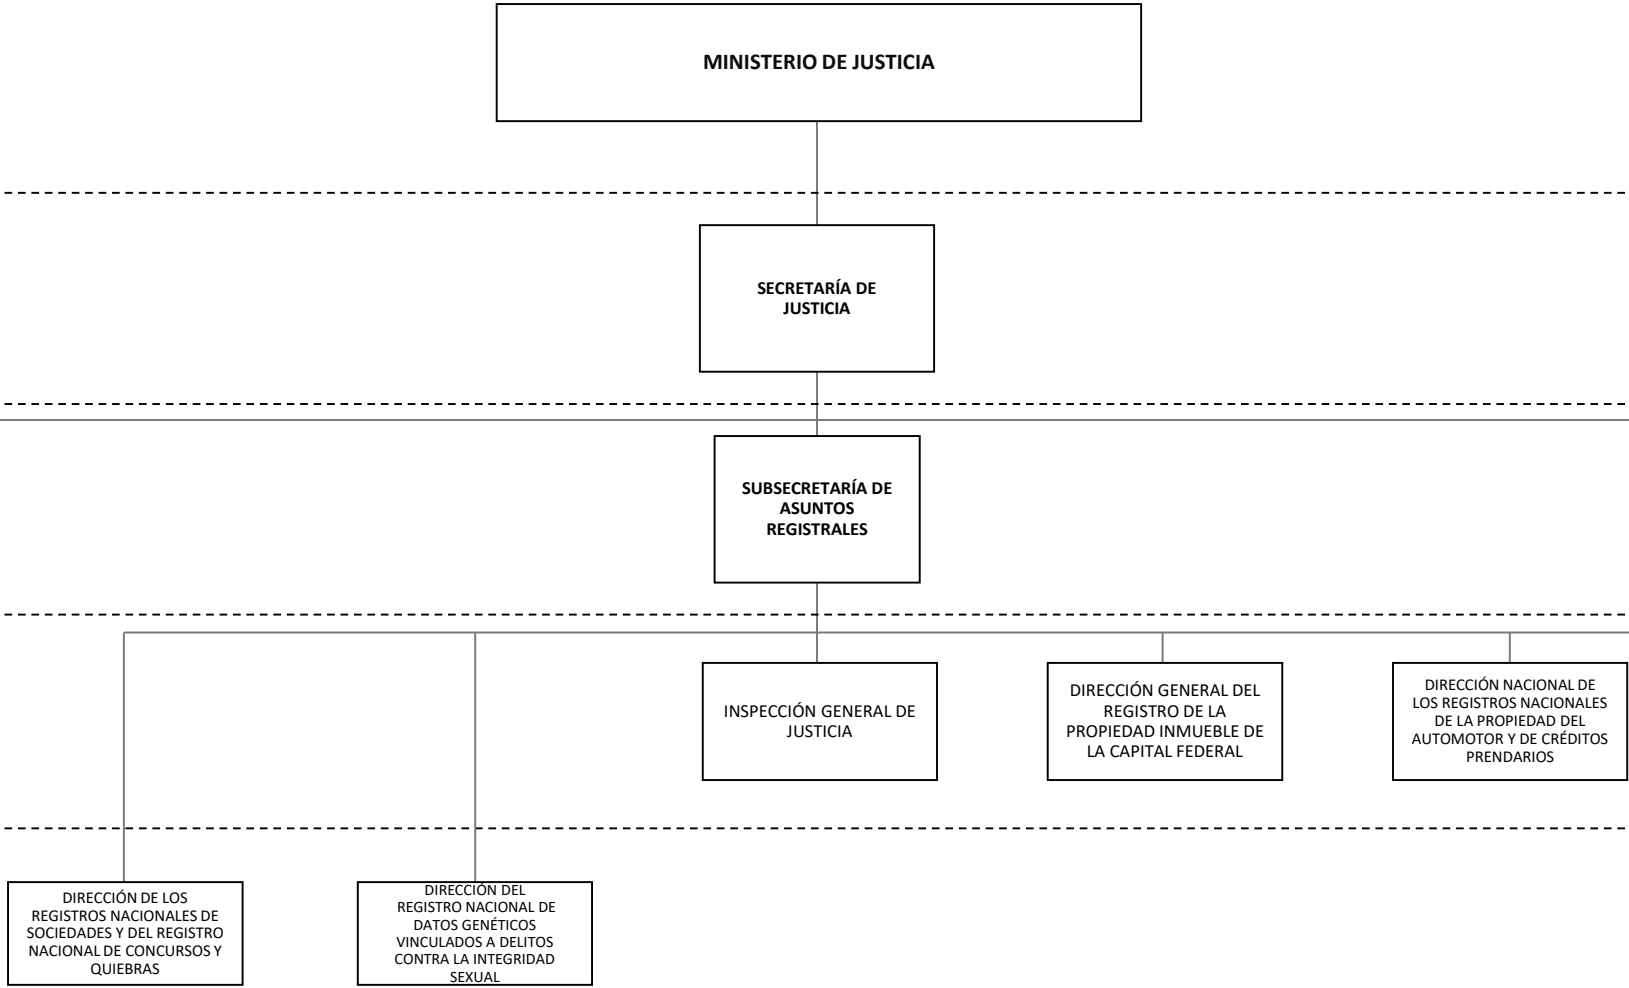 MINISTERIO DE JUSTICIA
SECRETARÍA DE
JUSTICIA
SUBSECRETARÍA DE
ASUNTOS
REGISTRALES
INSPECCIÓN GENERAL DE
JUSTICIA
DIRECCIÓN GENERAL DEL
REGISTRO DE LA
PROPIEDAD INMUEBLE DE
LA CAPITAL FEDERAL
DIRECCIÓN NACIONAL DE
LOS REGISTROS NACIONALES
DE LA PROPIEDAD DEL
AUTOMOTOR Y DE CRÉDITOS
PRENDARIOS
DIRECCIÓN DE LOS
REGISTROS NACIONALES DE
SOCIEDADES Y DEL REGISTRO
NACIONAL DE CONCURSOS Y
QUIEBRAS
DIRECCIÓN DEL
REGISTRO NACIONAL DE
DATOS GENÉTICOS
VINCULADOS A DELITOS
CONTRA LA INTEGRIDAD
SEXUAL